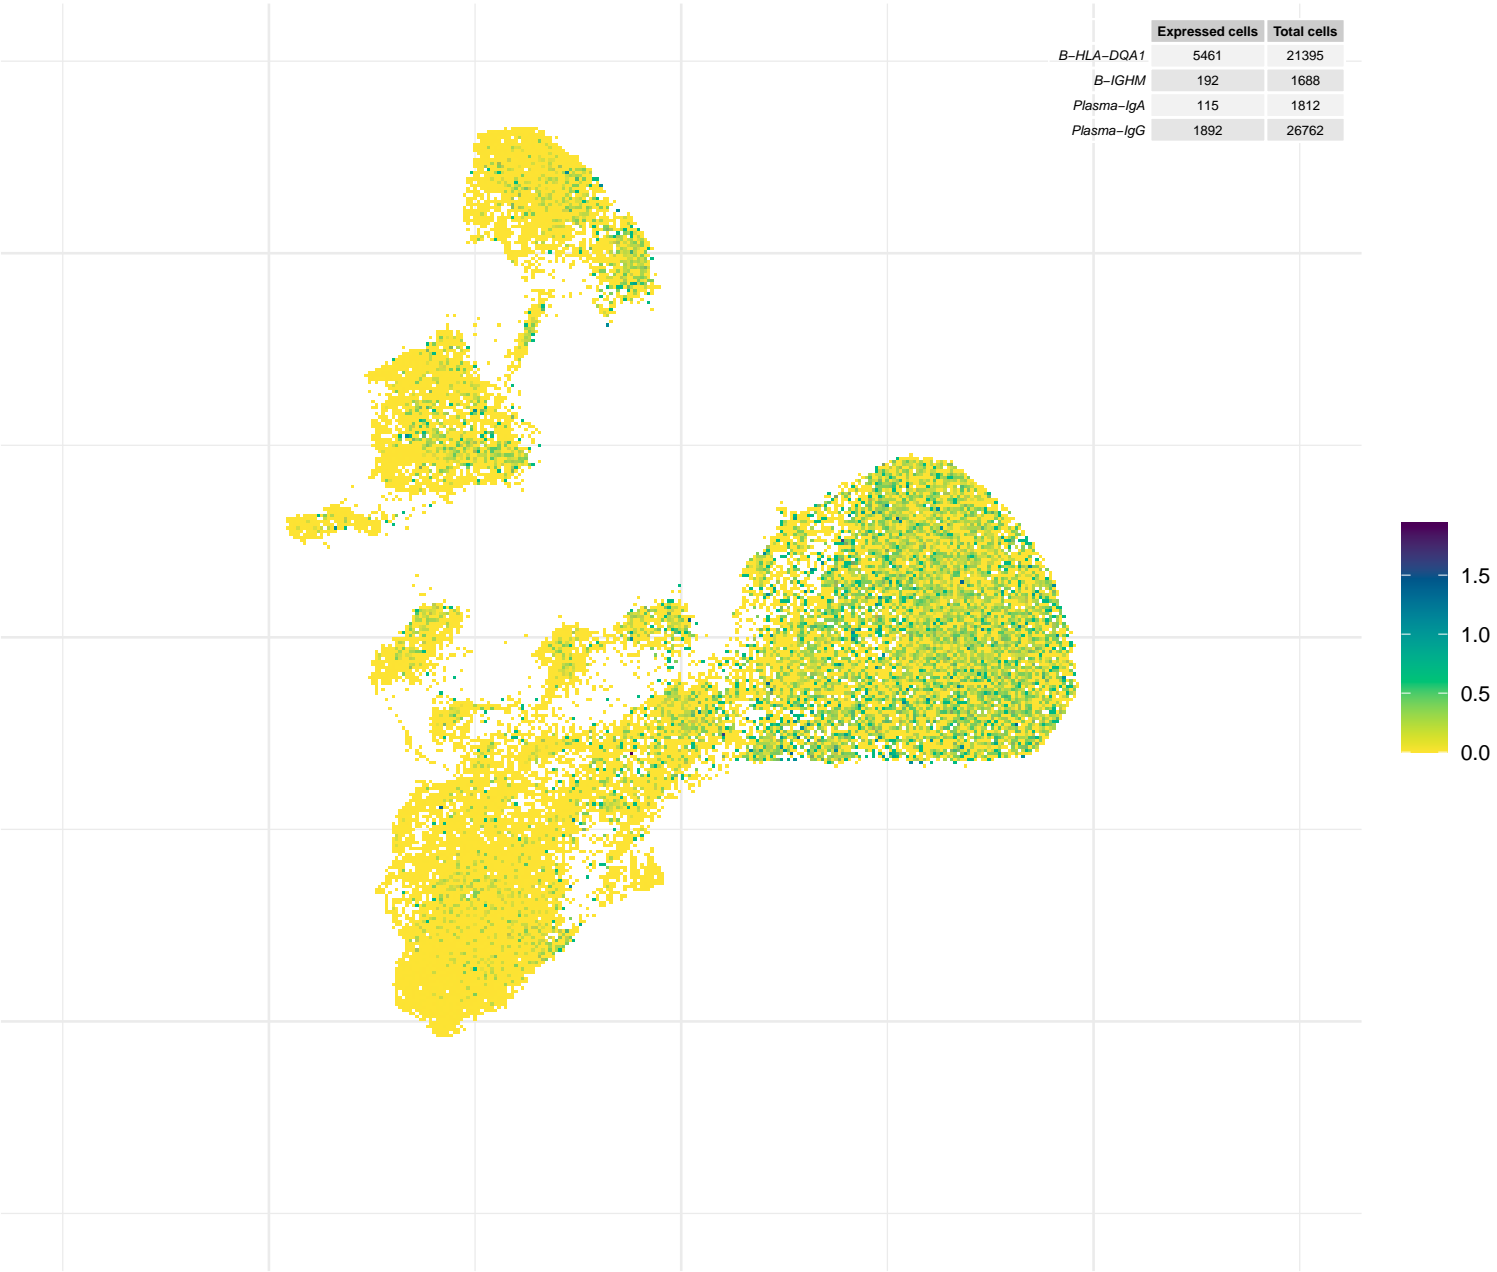 Expressed cells Total cells
B−HLA−DQA1 5461 21395
B−IGHM 192 1688
Plasma−IgA 115 1812
Plasma−IgG 1892 26762
1.5
1.0
0.5
0.0